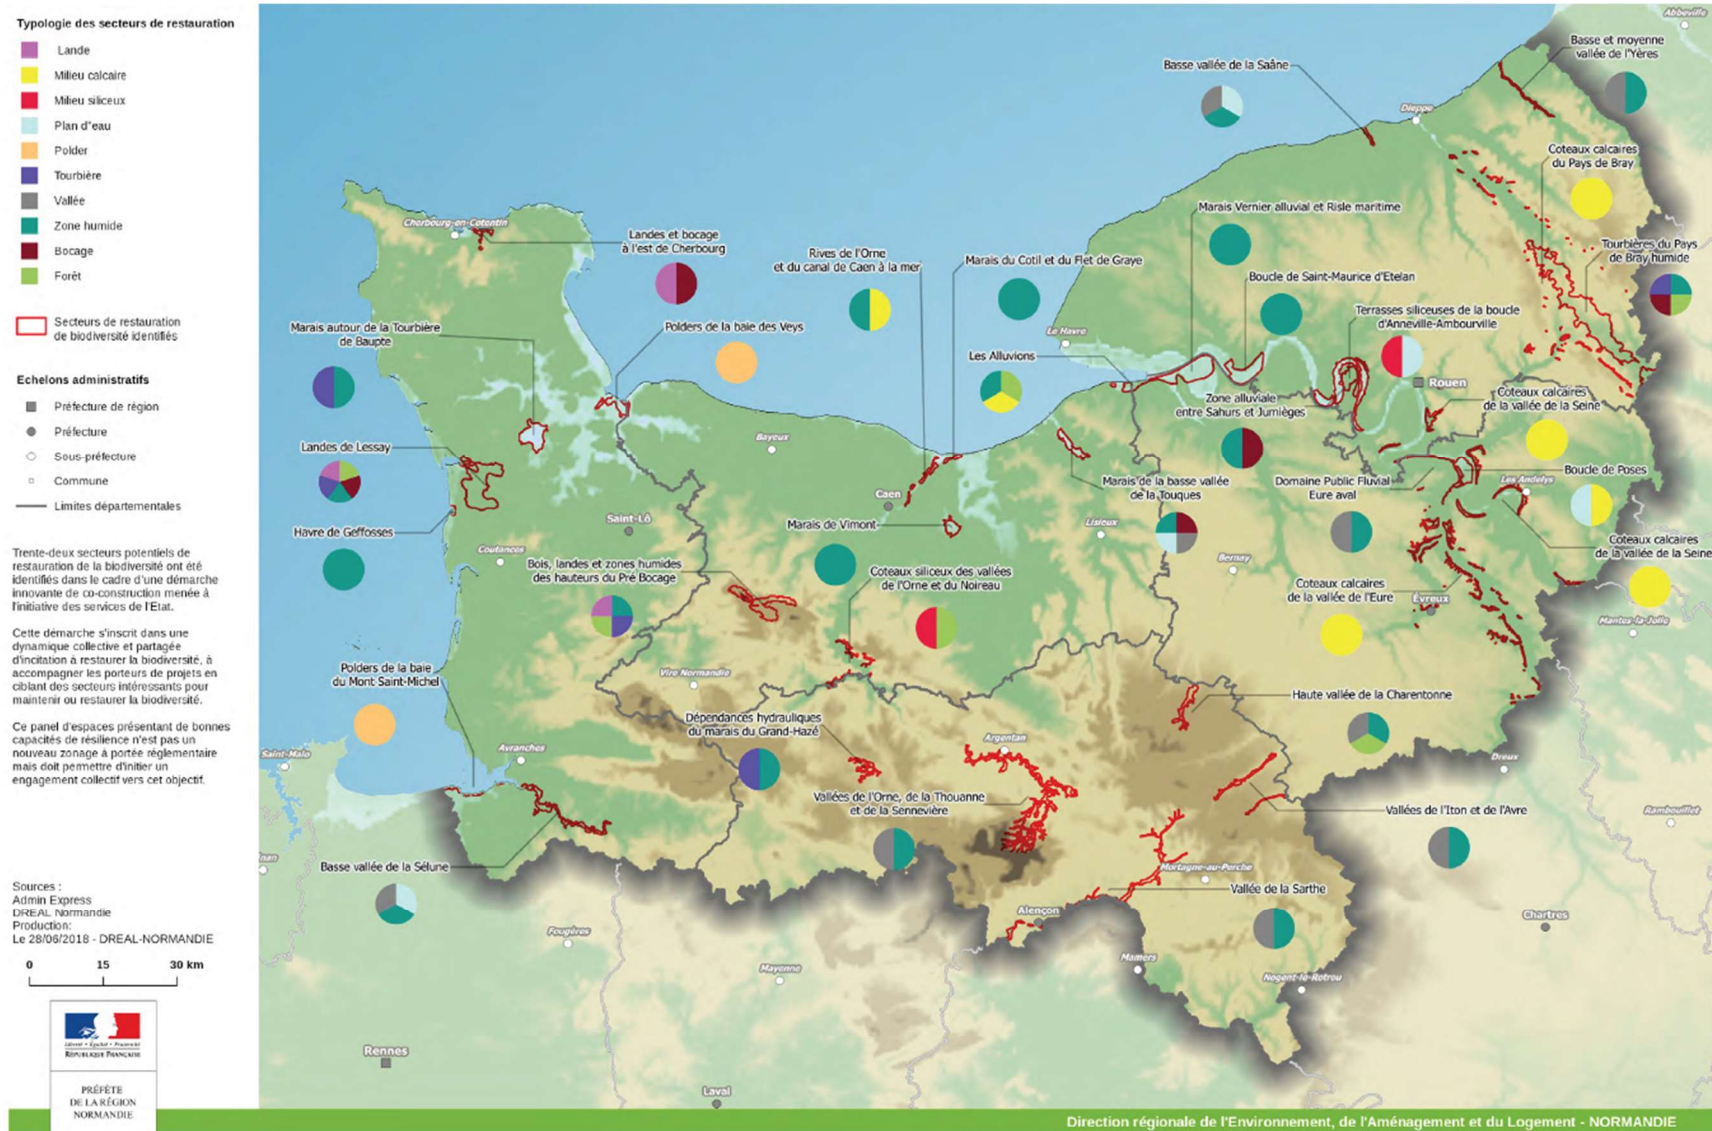 Typologie des secteurs de restauration
Lande
Milieu calcaire
Milieu siliceux
Plan d"eau
Polder
Tourbière
Vallée
Zone humide
Bocage
Forêt
Secteurs de restauration
de biodiversité identifiés
Echelons administratifs
Préfecture de région
Préfecture
Sous-préfecture
Commune
Limites départementales
Trente-deux secteurs potentiels de
restauration de la biodiversité ont été
identifiés dans le cadre d'une démarche
innovante de co-construction menée à
l'initiative des services de l'Etat.
Cette démarche s'inscrit dans une
dynamique collective et partagée
d'incitation à restaurer la biodiversité, à
accompagner les porteurs de projets en
ciblant des secteurs intéressants pour
maintenir ou restaurer la biodiversité.
Ce panel d'espaces présentant de bonnes
capacités de résilience n'est pas un
nouveau zonage à portée réglementaire
mais doit permettre d'initier un
engagement collectif vers cet objectif.
Sources :
Admin Express
DREAL Normandie
Production:
Le 28/06/2018 - DREAL-NORMANDIE
0 15 30 km
Liberté • Égalité • Fraternité
RÉPUBLIQUE FRANÇAISE
PRÉFÈTE
DE LA RÉGION
NORMANDIE
Abbeville
Basse et moyenne
vallée de l'Yères
Basse vallée de la Saâne
Dieppe
Coteaux calcaires
du Pays de Bray
Marais Vernier alluvial et Risle maritime
Cherbourg-en-Cotentin
Landes et bocage
à l'est de Cherbourg
Rives de l'Orne
et du canal de Caen à la mer
Marais du Cotil et du Flet de Graye
Tourbières du Pays
de Bray humide
Boucle de Saint-Maurice d'Etelan
Terrasses siliceuses de la boucle
d'Anneville-Ambourville
Marais autour de la Tourbière
de Baupte
Polders de la baie des Veys
Le Havre
Les Alluvions
Rouen
Zone alluviale
entre Sahurs et Jumièges
Coteaux calcaires
de la vallée de la Seine
Bayeux
Landes de Lessay
Boucle de Poses
Les Andelys
Domaine Public Fluvial
Eure aval
Marais de la basse vallée
de la Touques
Caen
Saint-Lô
Marais de Vimont
Lisieux
Havre de Geffosses
Coutances
Coteaux calcaires
de la vallée de la Seine
Bernay
Bois, landes et zones humides
des hauteurs du Pré Bocage
Coteaux siliceux des vallées
de l'Orne et du Noireau
Coteaux calcaires
de la vallée de l'Eure
Évreux
Mantes-la-Jolie
Polders de la baie
du Mont Saint-Michel
Vire Normandie
Haute vallée de la Charentonne
Dépendances hydrauliques
du marais du Grand-Hazé
Argentan
Saint-Malo
Avranches
Dreux
Vallées de l'Orne, de la Thouanne
et de la Sennevière
Vallées de l'Iton et de l'Avre
Rambouillet
Basse vallée de la Sélune
Mortagne-au-Perche
Vallée de la Sarthe
Alençon
Chartres
Fougères
Mamers
Mayenne
Nogent-le-Rotrou
Rennes
Laval
Direction régionale de l'Environnement, de l'Aménagement et du Logement - NORMANDIE